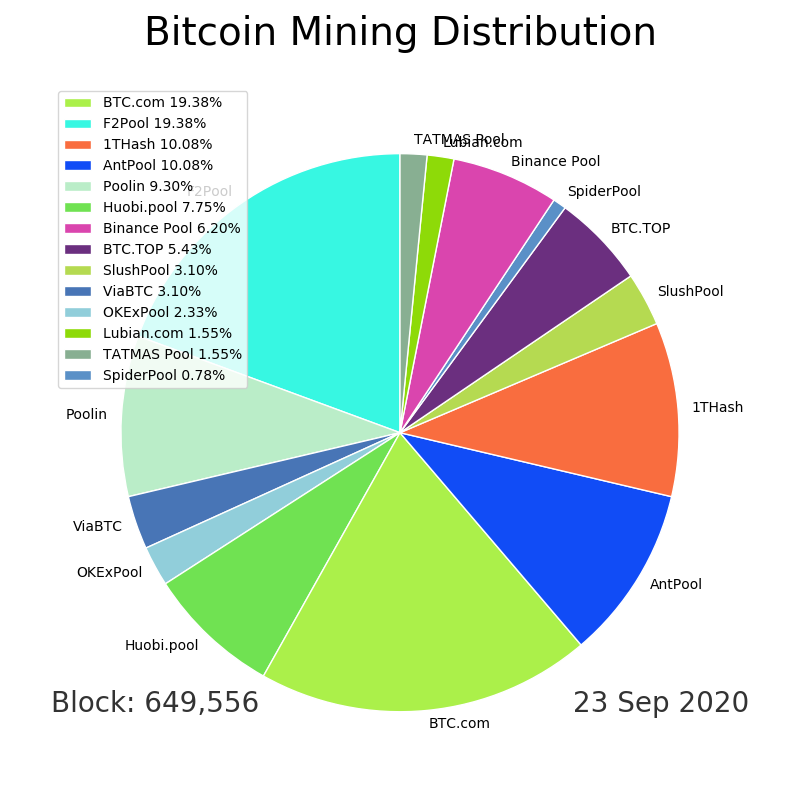 Bitcoin Mining Distribution
BTC.com 19.38%
F2Pool 19.38%
1THash 10.08%
AntPool 10.08%
Poolin 9.30%
Huobi.pool 7.75%
Binance Pool 6.20%
BTC.TOP 5.43%
SlushPool 3.10%
ViaBTC 3.10%
OKExPool 2.33%
Lubian.com 1.55%
TATMAS Pool 1.55%
SpiderPool 0.78%
TATMAS Pool
Lubian.com
Binance Pool
SpiderPool
BTC.TOP
SlushPool
1THash
AntPool
BTC.com
Huobi.pool
OKExPool
ViaBTC
Poolin
F2Pool
Block: 649,556
23 Sep 2020